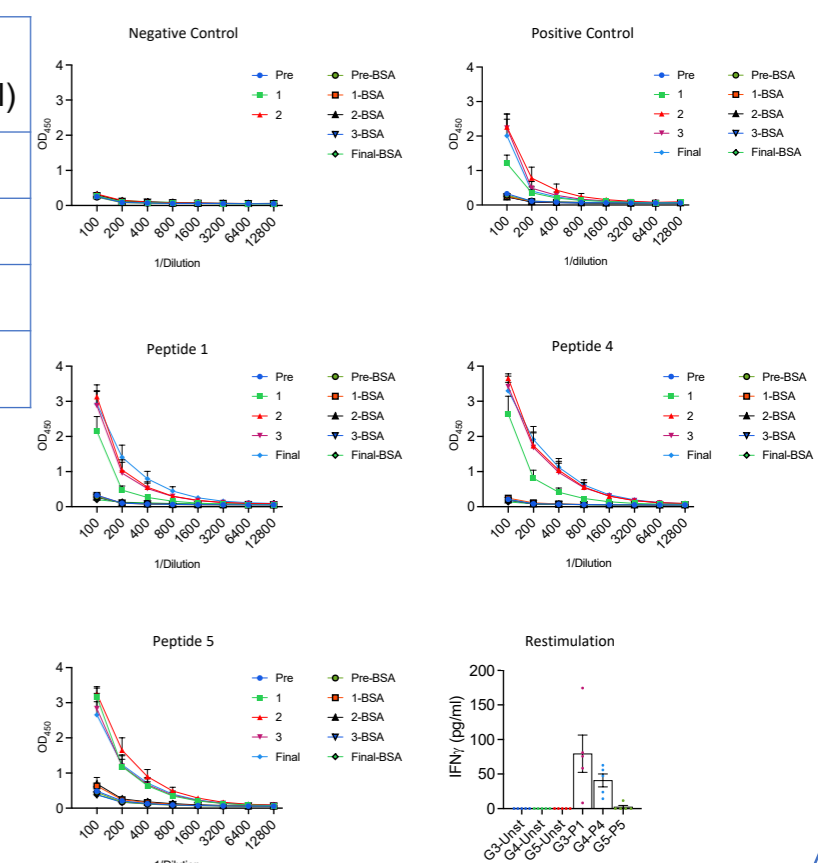 l)
Negative Control
4
3
2
1
0
OD450
Pre
1
2
Pre-BSA
1-BSA
2-BSA
3-BSA
Final-BSA
100
200
400
800
1600
3200
6400
12800
1/Dilution
Positive Control
4
3
2
1
0
OD450
Pre
1
2
3
Final
Pre-BSA
1-BSA
2-BSA
3-BSA
Final-BSA
100
200
400
800
1600
3200
6400
12800
1/dilution
Peptide 1
4
3
2
1
0
OD450
Pre
1
2
3
Final
Pre-BSA
1-BSA
2-BSA
3-BSA
Final-BSA
100
200
400
800
1600
3200
6400
12800
1/Dilution
Peptide 4
4
3
2
1
0
OD450
Pre
1
2
3
Final
Pre-BSA
1-BSA
2-BSA
3-BSA
Final-BSA
100
200
400
800
1600
3200
6400
12800
1/Dilution
Peptide 5
4
3
2
1
0
OD450
Pre
1
2
3
Final
Pre-BSA
1-BSA
2-BSA
3-BSA
Final-BSA
100
200
400
800
1600
3200
6400
12800
1/Dilution
Restimulation
200
150
100
50
0
IFNγ (pg/ml)
G3-Unst
G4-Unst
G5-Unst
G3-P1
G4-P4
G5-P5